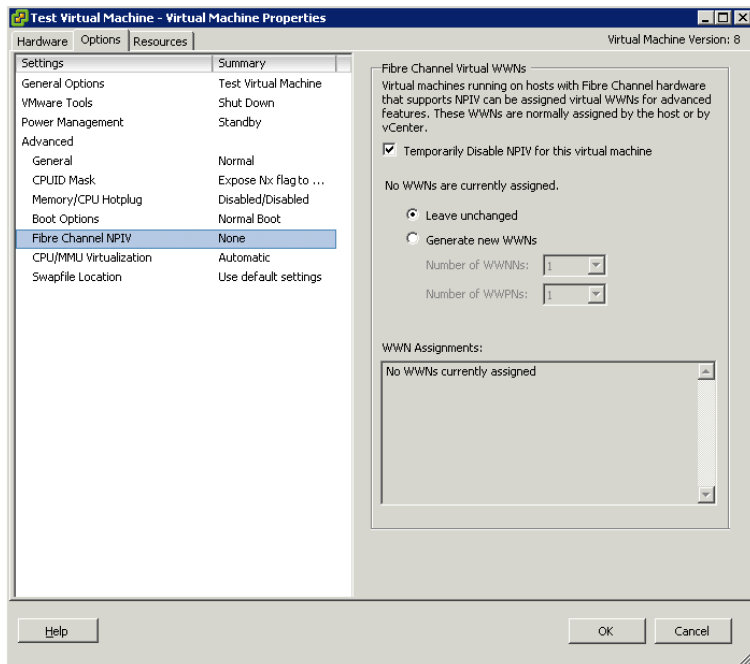 Test Virtual Machine - Virtual Machine Properties
Hardware Options Resources Virtual Machine Version: 8
Settings Summary
General Options Test Virtual Machine
VMware Tools Shut Down
Power Management Standby
Advanced
General Normal
CPUID Mask Expose Nx flag to ...
Memory/CPU Hotplug Disabled/Disabled
Boot Options Normal Boot
Fibre Channel NPIV None
CPU/MMU Virtualization Automatic
Swapfile Location Use default settings
Fibre Channel Virtual WWNs
Virtual machines running on hosts with Fibre Channel hardware
that supports NPIV can be assigned virtual WWNs for advanced
features. These WWNs are normally assigned by the host or by
vCenter.
Temporarily Disable NPIV for this virtual machine
No WWNs are currently assigned.
Leave unchanged
Generate new WWNs
Number of WWNNs: 1
Number of WWPNs: 1
WWN Assignments:
No WWNs currently assigned
Help OK Cancel